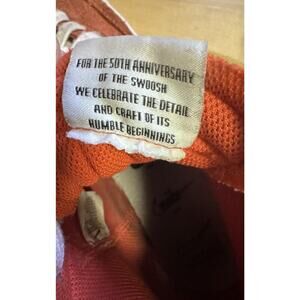 FOR THE 50TH ANNIVERSARY
OF THE SWOOSH
WE CELEBRATE THE DETAIL
AND CRAFT OF ITS
HUMBLE BEGINNINGS